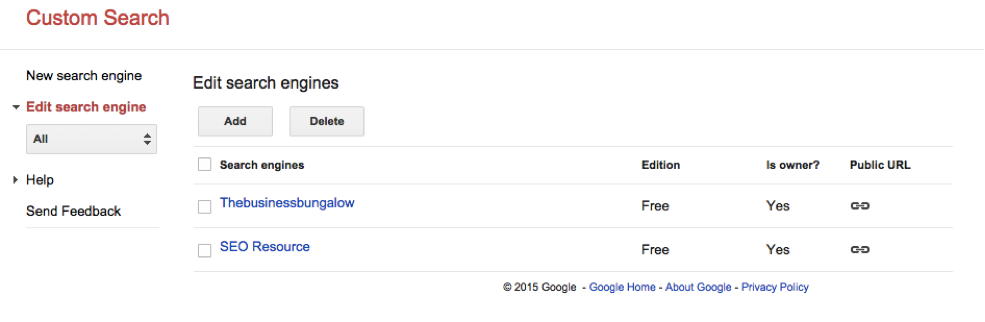 Custom Search
New search engine
Edit search engine
All
Help
Send Feedback
Edit search engines
Add Delete
Search engines Edition Is owner? Public URL
Thebusinessbungalow Free Yes
SEO Resource Free Yes
© 2015 Google - Google Home - About Google - Privacy Policy